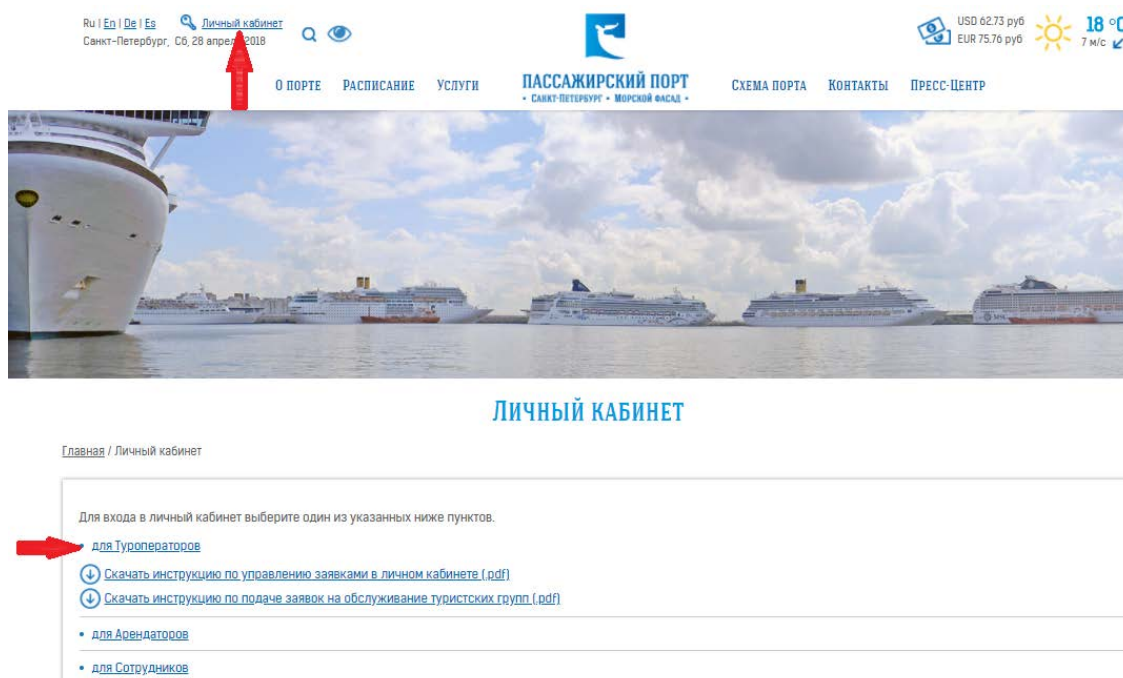 Ru | En | De | Es Личный кабинет
Санкт-Петербург, Сб, 28 апреля 2018
USD 62.73 руб
EUR 75.76 руб
18 °C
7 м/с
О порте Расписание Услуги
ПАССАЖИРСКИЙ ПОРТ
• Санкт-Петербург • Морской фасад •
Схема порта Контакты Пресс-Центр
Личный кабинет
Главная / Личный кабинет
Для входа в личный кабинет выберите один из указанных ниже пунктов.
• для Туроператоров
Скачать инструкцию по управлению заявками в личном кабинете (.pdf)
Скачать инструкцию по подаче заявок на обслуживание туристских групп (.pdf)
• для Арендаторов
• для Сотрудников